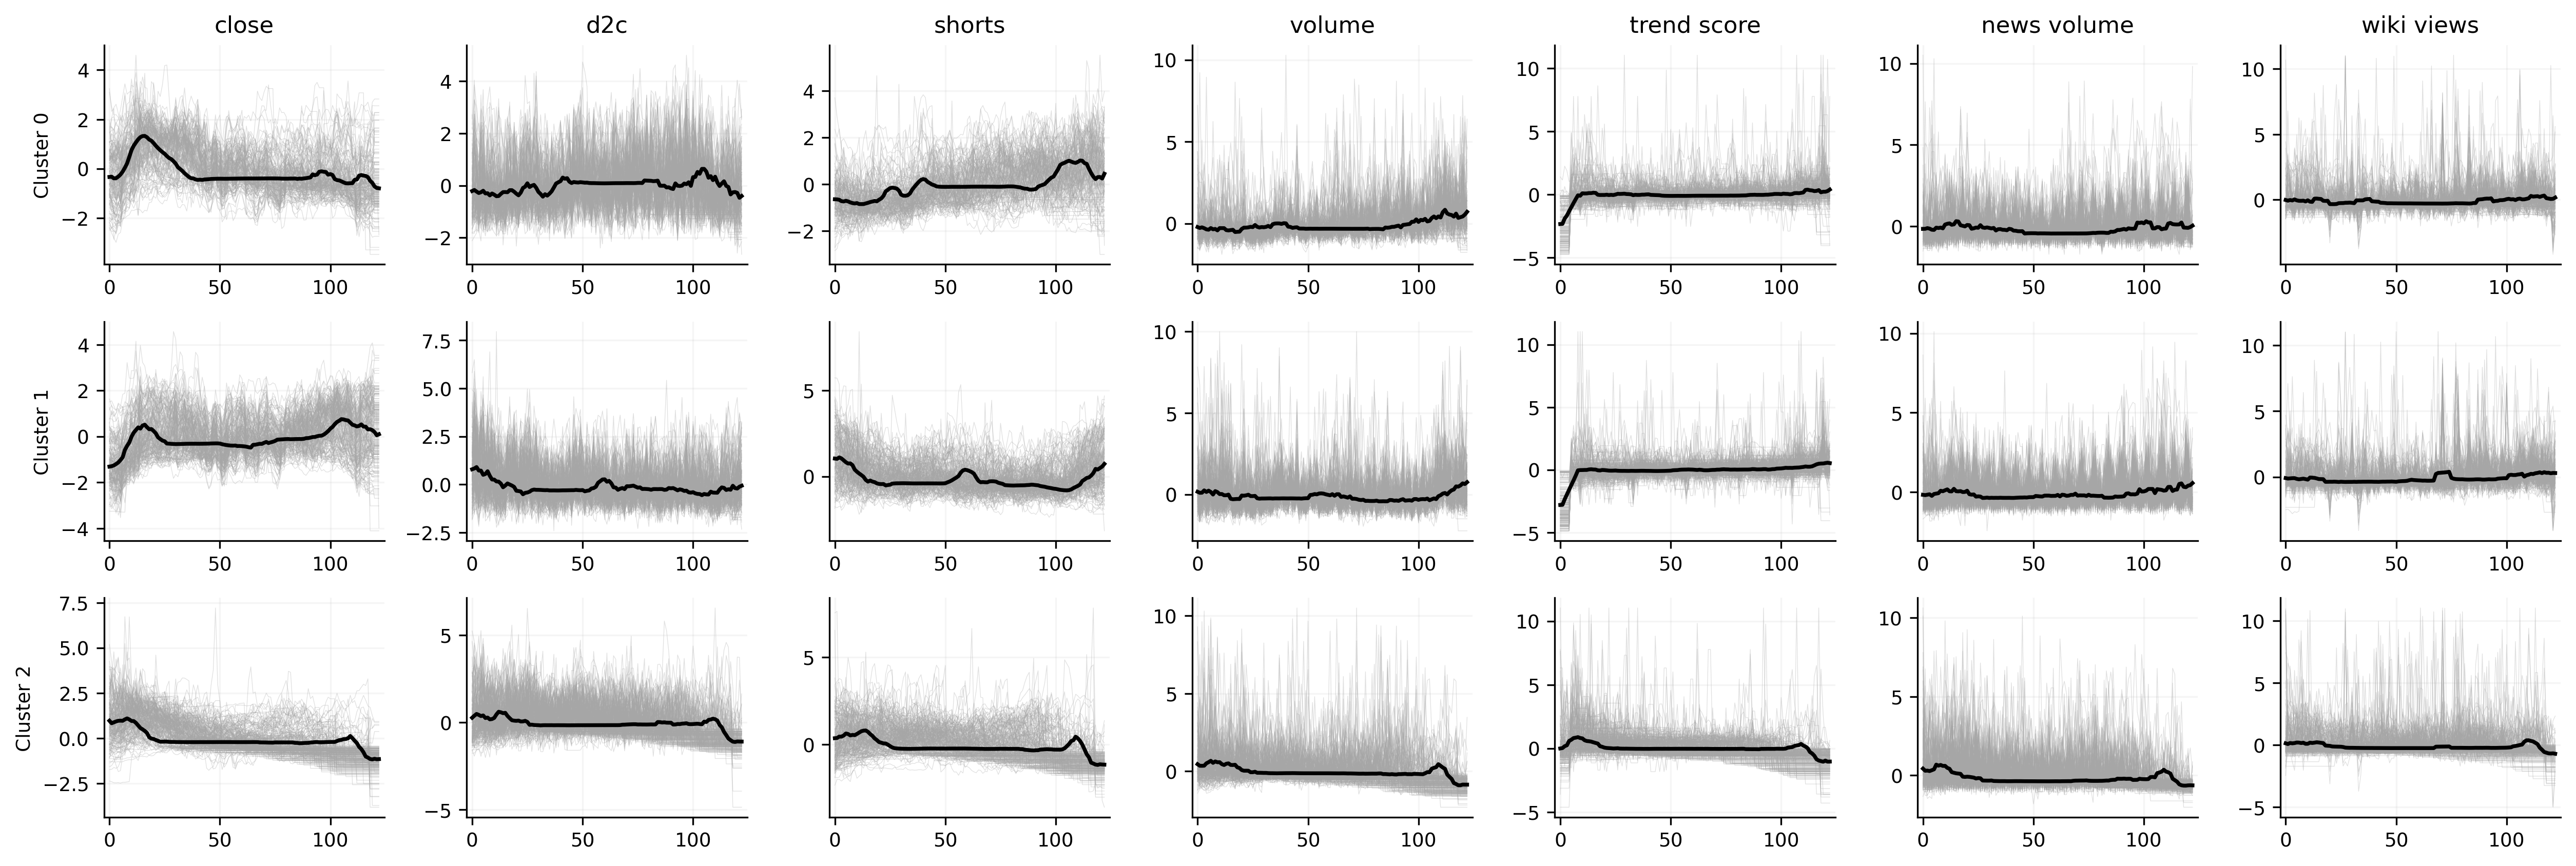 close d2c shorts volume trend score news volume wiki views
Cluster 0
4 2 0 −2
4 2 0 −2
4 2 0 −2
10 5 0
10 5 0 −5
10 5 0
10 5 0
0 50 100 0 50 100 0 50 100 0 50 100 0 50 100 0 50 100 0 50 100
Cluster 1
4 2 0 −2 −4
7.5 5.0 2.5 0.0 −2.5
5 0
10 5 0
10 5 0 −5
10 5 0
10 5 0
0 50 100 0 50 100 0 50 100 0 50 100 0 50 100 0 50 100 0 50 100
Cluster 2
7.5 5.0 2.5 0.0 −2.5
5 0 −5
5 0
10 5 0
10 5 0 −5
10 5 0
10 5 0 −5
0 50 100 0 50 100 0 50 100 0 50 100 0 50 100 0 50 100 0 50 100